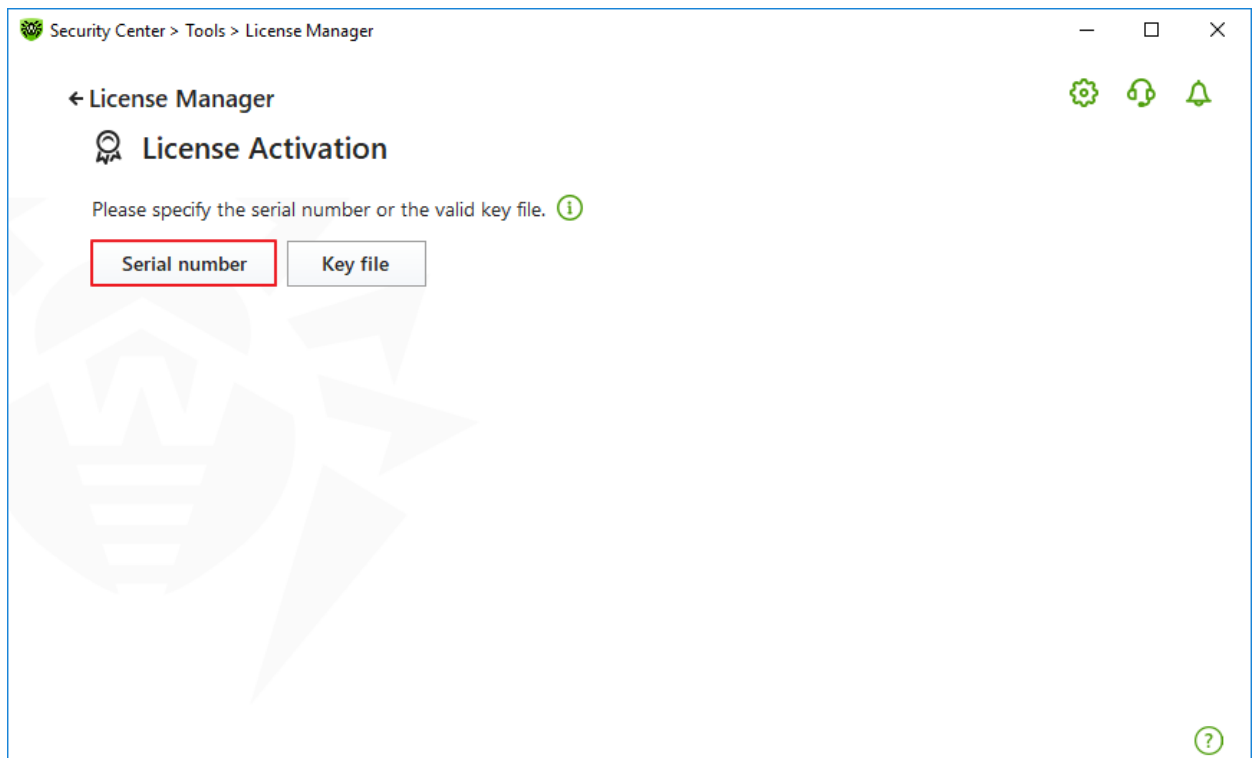 Security Center > Tools > License Manager
License Manager
License Activation
Please specify the serial number or the valid key file.
Serial number Key file